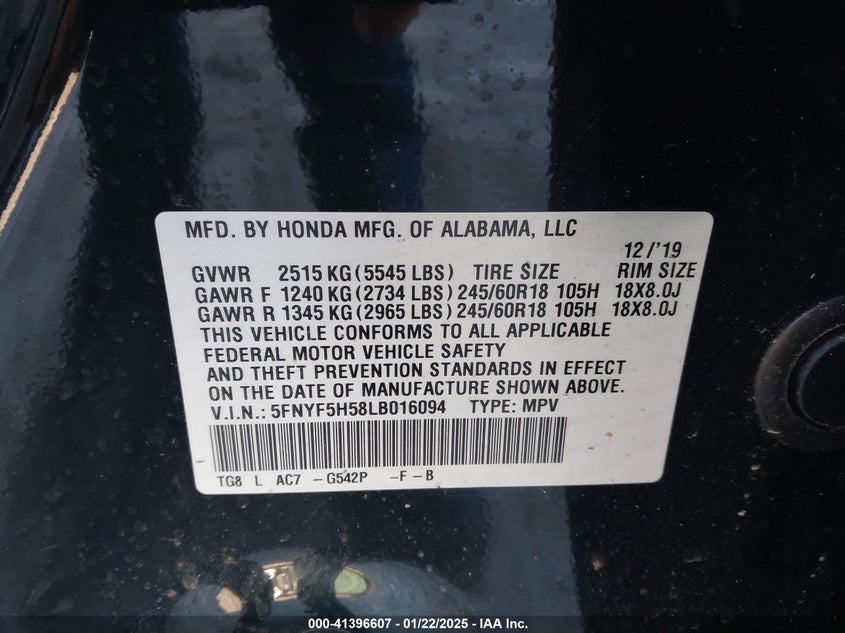 MFD. BY HONDA MFG. OF ALABAMA, LLC
12/'19
GVWR 2515 KG (5545 LBS) TIRE SIZE RIM SIZE
GAWR F 1240 KG (2734 LBS) 245/60R18 105H 18X8.0J
GAWR R 1345 KG (2965 LBS) 245/60R18 105H 18X8.0J
THIS VEHICLE CONFORMS TO ALL APPLICABLE
FEDERAL MOTOR VEHICLE SAFETY
AND THEFT PREVENTION STANDARDS IN EFFECT
ON THE DATE OF MANUFACTURE SHOWN ABOVE.
V.I.N.: 5FNYF5H58LB016094 TYPE: MPV
TG8 L AC7 -G542P -F-B
000-41396607 - 01/22/2025 - IAA Inc.